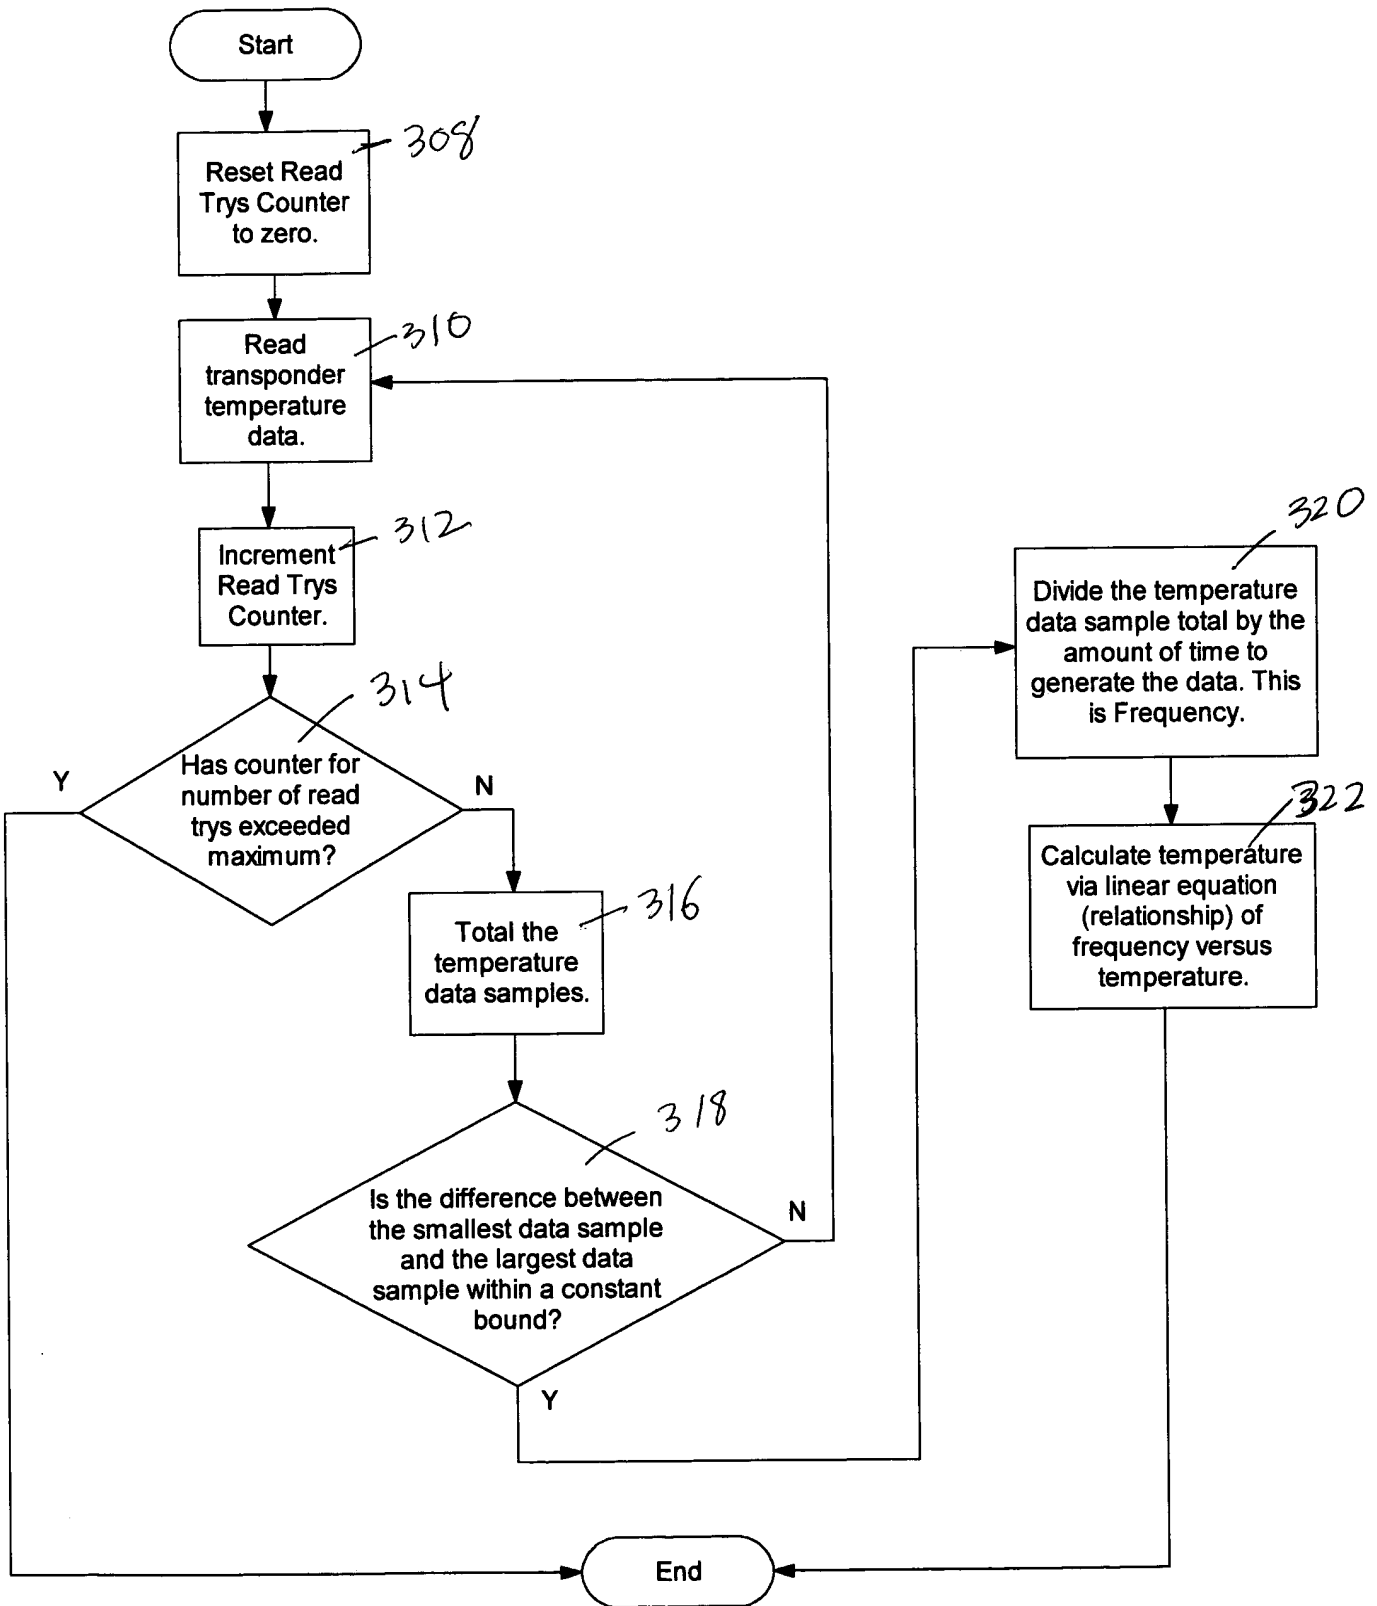 Start
308
Reset Read
Trys Counter
to zero.
310
Read
transponder
temperature
data.
312
Increment
Read Trys
Counter.
314
Has counter for
number of read
trys exceeded
maximum?
Y
N
316
Total the
temperature
data samples.
318
Is the difference between
the smallest data sample
and the largest data
sample within a constant
bound?
N
Y
320
Divide the temperature
data sample total by the
amount of time to
generate the data. This
is Frequency.
322
Calculate temperature
via linear equation
(relationship) of
frequency versus
temperature.
End